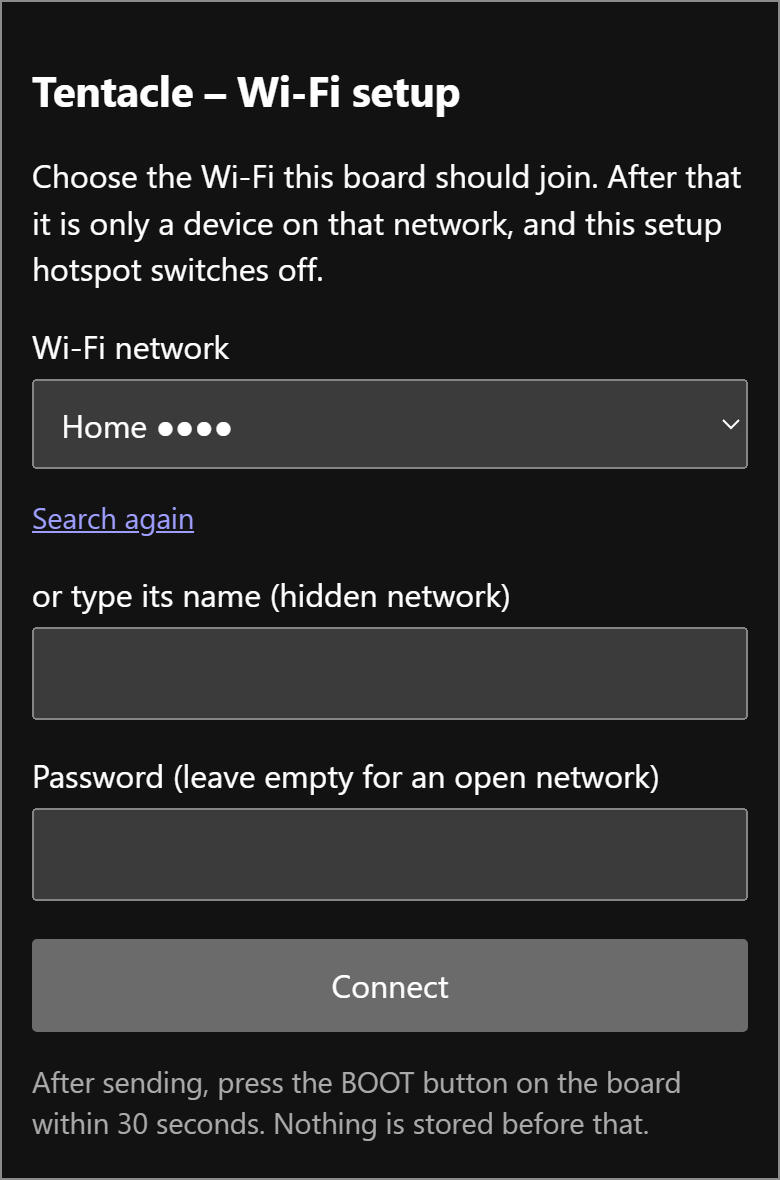 Tentacle – Wi-Fi setup
Choose the Wi-Fi this board should join. After that
it is only a device on that network, and this setup
hotspot switches off.
Wi-Fi network
Home ●●●●
Search again
or type its name (hidden network)
Password (leave empty for an open network)
Connect
After sending, press the BOOT button on the board
within 30 seconds. Nothing is stored before that.